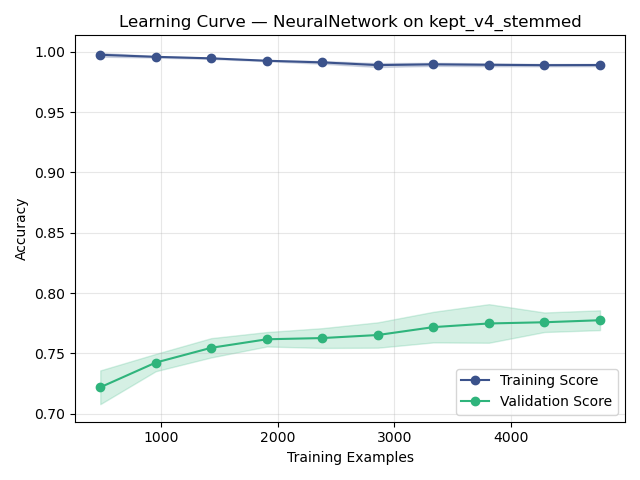 Learning Curve — NeuralNetwork on kept_v4_stemmed
1.00
0.95
0.90
0.85
0.80
0.75
0.70
Accuracy
1000 2000 3000 4000
Training Examples
Training Score
Validation Score